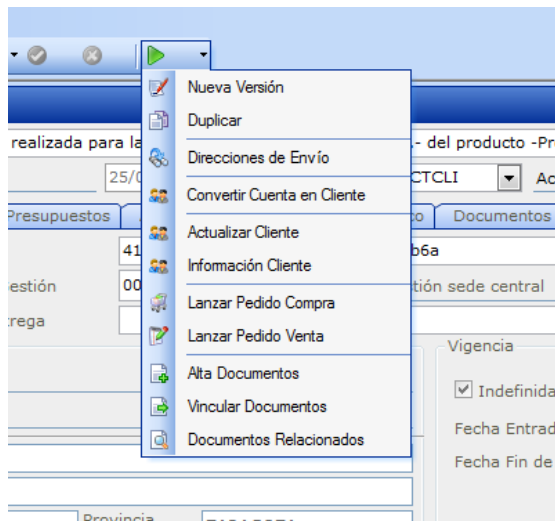 Nueva Versión
Duplicar
realizada para la
- del producto -Pr
Direcciones de Envío
25/0
CTCLI
Ac
Convertir Cuenta en Cliente
Presupuestos
co
Documentos
Actualizar Cliente
41
b6a
Información Cliente
estión
00
tión sede central
Lanzar Pedido Compra
trega
Lanzar Pedido Venta
Vigencia
Alta Documentos
Indefinida
Vincular Documentos
Fecha Entrad
Documentos Relacionados
Fecha Fin de
Provincia